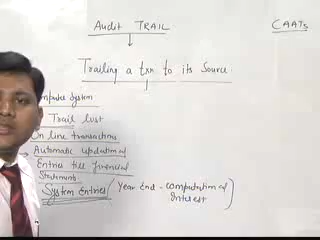 Audit TRAIL
CAATs
Trailing a txn to its Source
Computer System
Trail lost
On line transactions
Automatic updation of
Entries till financial
Statements
System Entries (Year End - computation of
Interest)